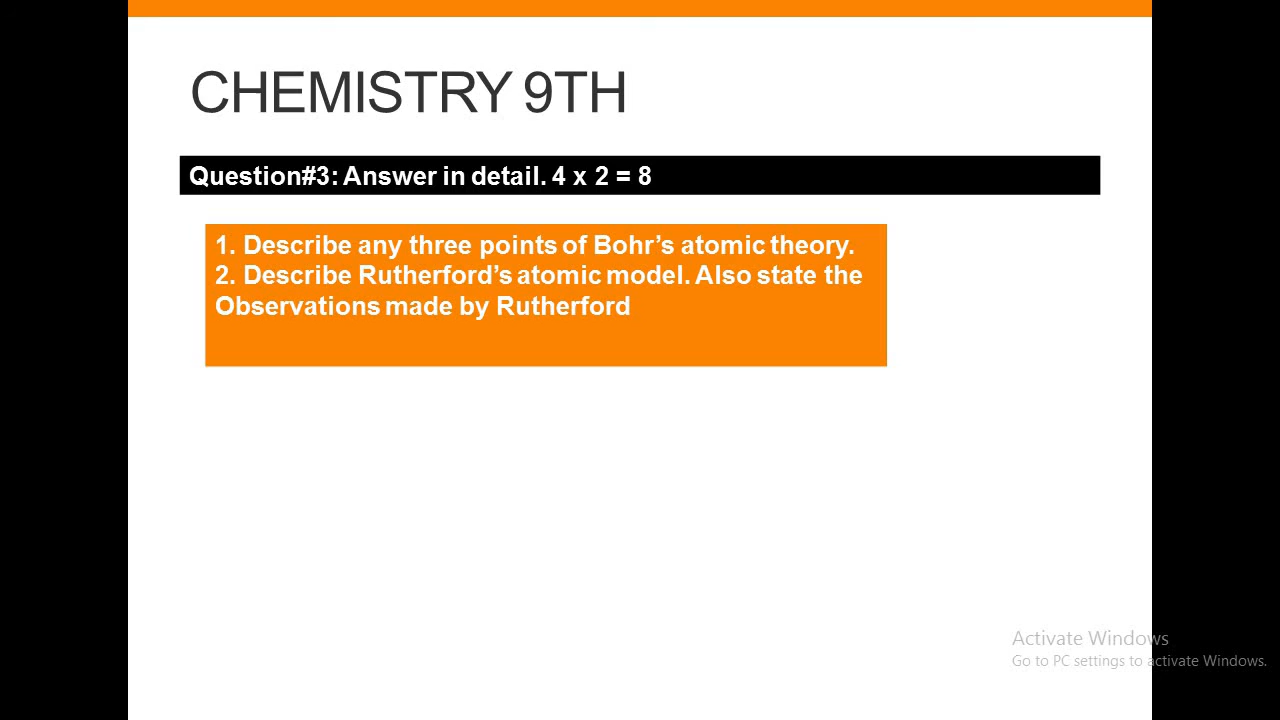 CHEMISTRY 9TH
Question#3: Answer in detail. 4 x 2 = 8
1. Describe any three points of Bohr’s atomic theory.
2. Describe Rutherford’s atomic model. Also state the
Observations made by Rutherford
Activate Windows
Go to PC settings to activate Windows.